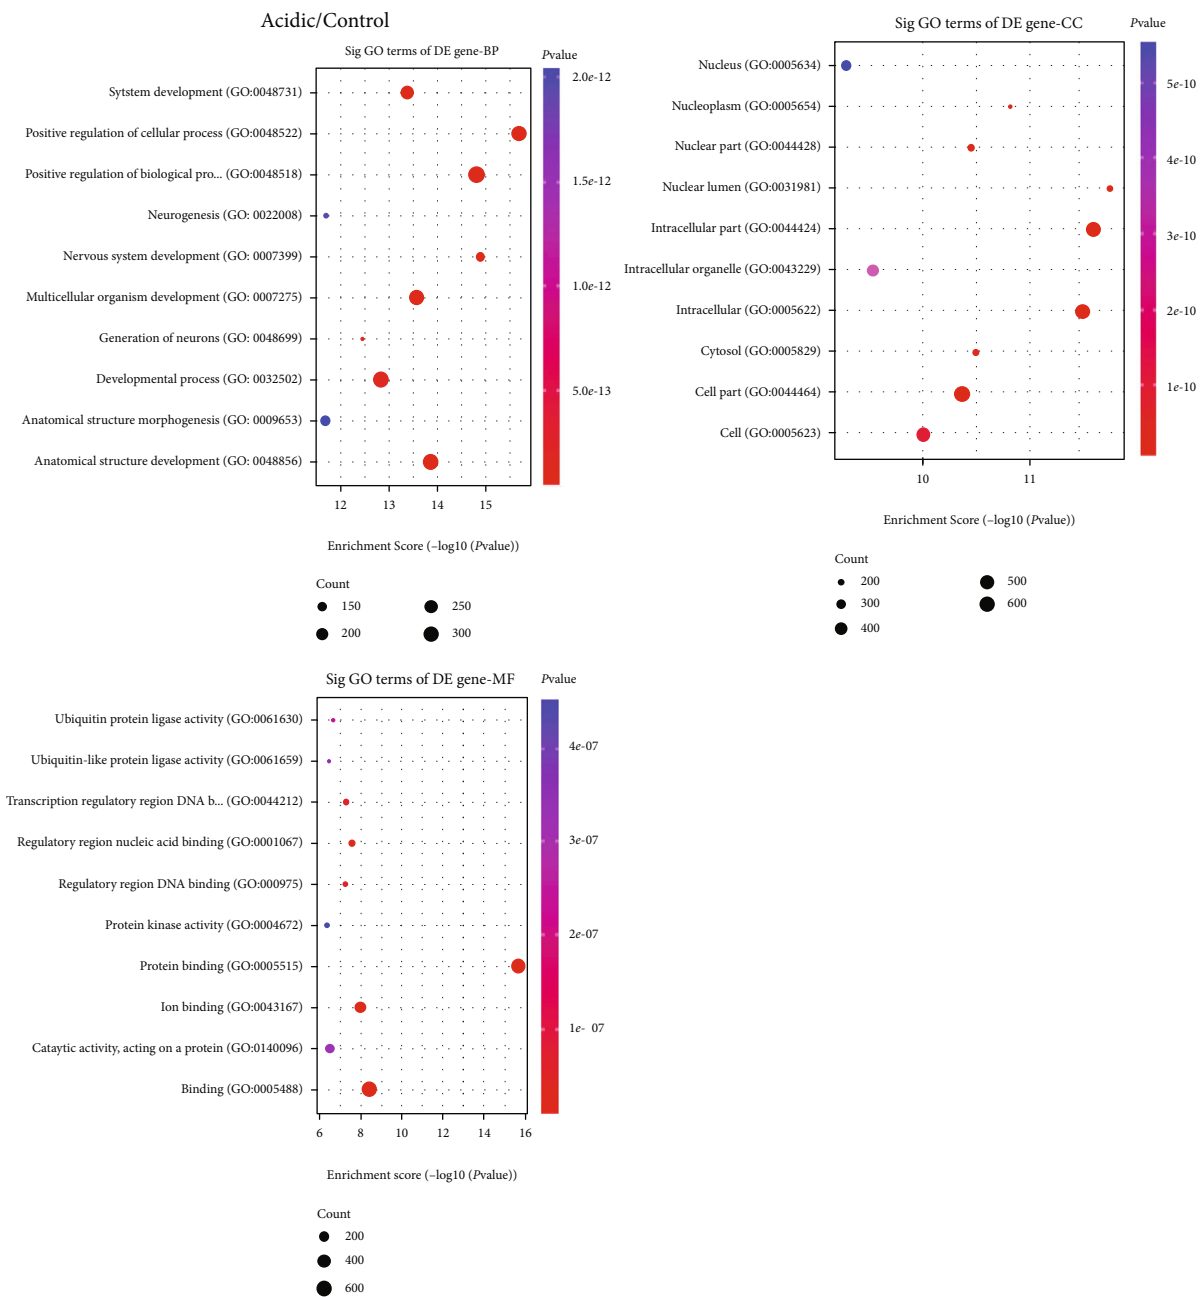 Acidic/Control
Sig GO terms of DE gene-BP
Pvalue
Sytstem development (GO:0048731)
Positive regulation of cellular process (GO:0048522)
Positive regulation of biological pro... (GO:0048518)
Neurogenesis (GO: 0022008)
Nervous system development (GO: 0007399)
Multicellular organism development (GO: 0007275)
Generation of neurons (GO: 0048699)
Developmental process (GO: 0032502)
Anatomical structure morphogenesis (GO: 0009653)
Anatomical structure development (GO: 0048856)
2.0e-12
1.5e-12
1.0e-12
5.0e-13
12 13 14 15
Enrichment Score (–log10 (Pvalue))
Count
150 250
200 300
Sig GO terms of DE gene-CC
Pvalue
Nucleus (GO:0005634)
Nucleoplasm (GO:0005654)
Nuclear part (GO:0044428)
Nuclear lumen (GO:0031981)
Intracellular part (GO:0044424)
Intracellular organelle (GO:0043229)
Intracellular (GO:0005622)
Cytosol (GO:0005829)
Cell part (GO:0044464)
Cell (GO:0005623)
5e-10
4e-10
3e-10
2e-10
1e-10
10 11
Enrichment Score (–log10 (Pvalue))
Count
200 500
300 600
400
Sig GO terms of DE gene-MF
Pvalue
Ubiquitin protein ligase activity (GO:0061630)
Ubiquitin-like protein ligase activity (GO:0061659)
Transcription regulatory region DNA b... (GO:0044212)
Regulatory region nucleic acid binding (GO:0001067)
Regulatory region DNA binding (GO:000975)
Protein kinase activity (GO:0004672)
Protein binding (GO:0005515)
Ion binding (GO:0043167)
Cataytic activity, acting on a protein (GO:0140096)
Binding (GO:0005488)
4e-07
3e-07
2e-07
1e- 07
6 8 10 12 14 16
Enrichment score (–log10 (Pvalue))
Count
200
400
600